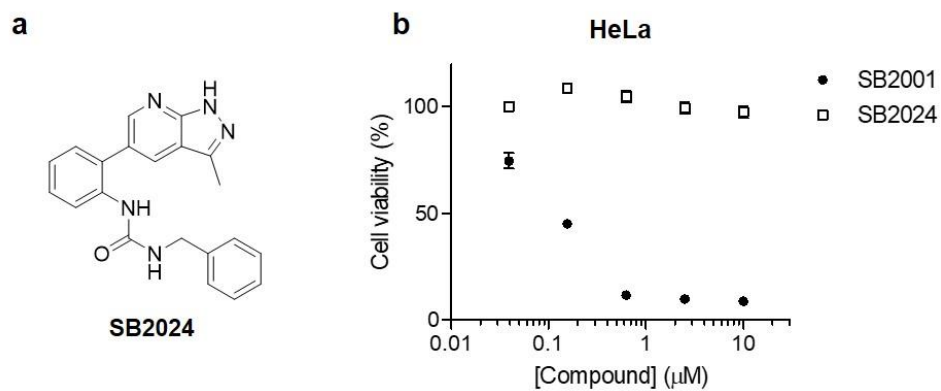 a
N
H
N
N
NH
O
N
H
SB2024
b
HeLa
Cell viability (%)
100
50
0
0.01
0.1
1
10
[Compound] (μM)
SB2001
SB2024